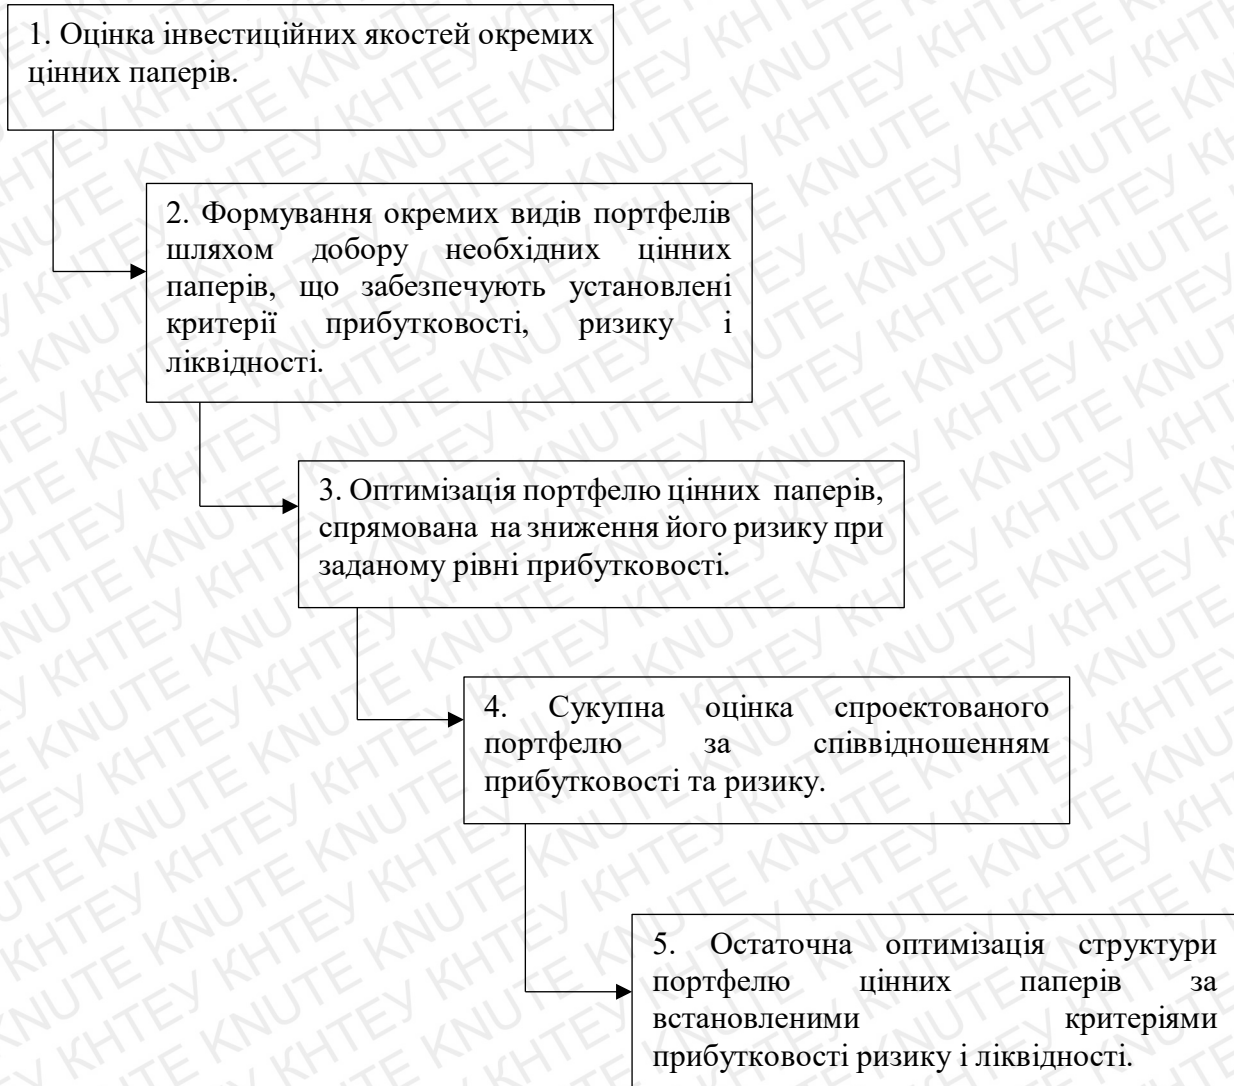 1. Оцінка інвестиційних якостей окремих
цінних паперів.
2. Формування окремих видів портфелів
шляхом добору необхідних цінних
паперів, що забезпечують установлені
критерії прибутковості, ризику і
ліквідності.
3. Оптимізація портфелю цінних паперів,
спрямована на зниження його ризику при
заданому рівні прибутковості.
4. Сукупна оцінка спроектованого
портфелю за співвідношенням
прибутковості та ризику.
5. Остаточна оптимізація структури
портфелю цінних паперів за
встановленими критеріями
прибутковості ризику і ліквідності.